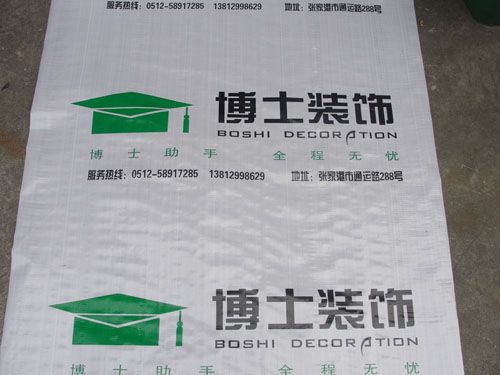 服务热线: 0512-58917285 13812998629 地址: 张家港市通运路288号
博士装饰
BOSHI DECORATION
博士助手 全程无忧
服务热线: 0512-58917285 13812998629 地址: 张家港市通运路288号
博士装饰
BOSHI DECORATION
博士助手 全程无忧